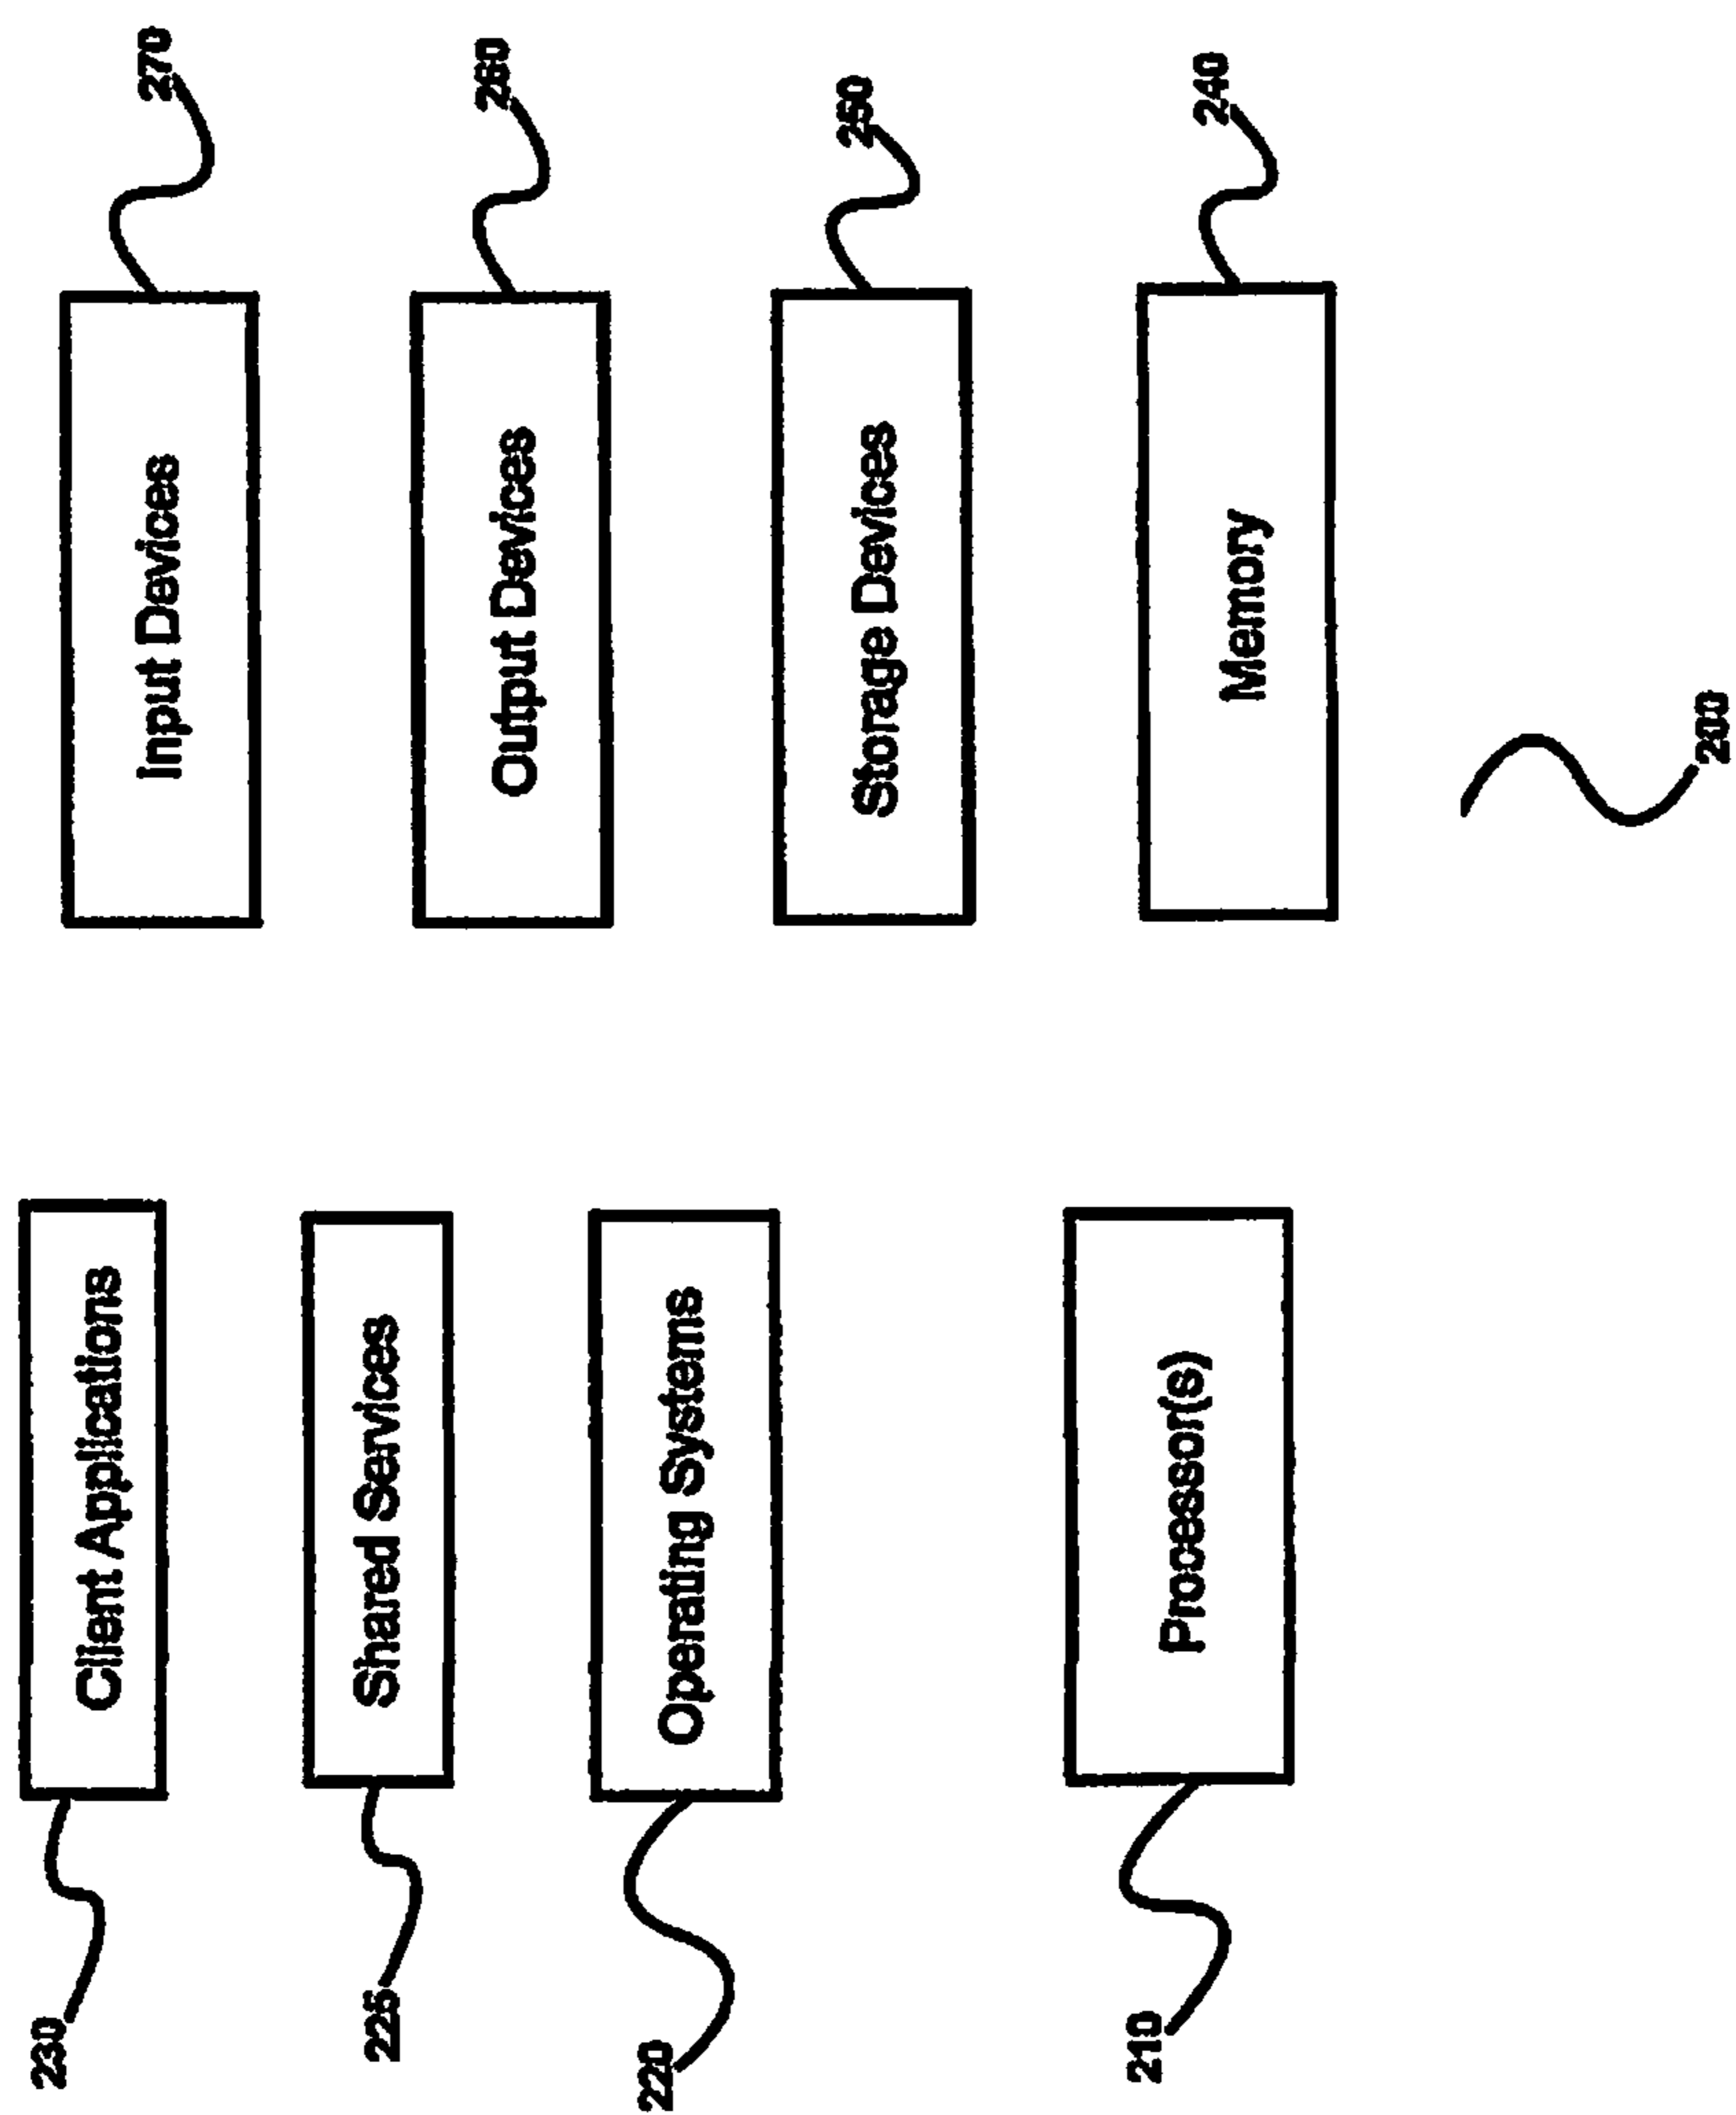 230
Client Applications
Input Devices
270
225
Shared Services
Output Devices
260
220
Operating Systems
Storage Devices
250
210
Processor(s)
Memory
240
200